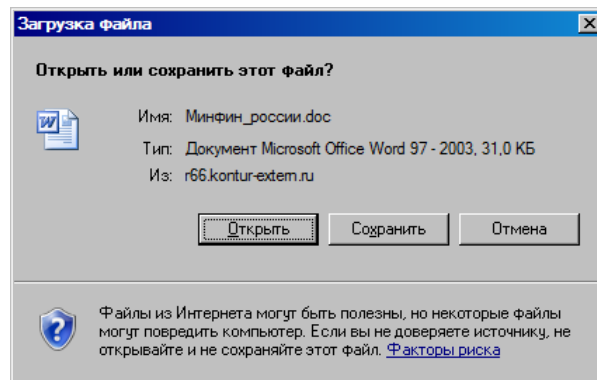 Загрузка файла
Открыть или сохранить этот файл?
Имя: Минфин_россии.doc
Тип: Документ Microsoft Office Word 97 - 2003, 31,0 КБ
Из: r66.kontur-extern.ru
Открыть Сохранить Отмена
Файлы из Интернета могут быть полезны, но некоторые файлы
могут повредить компьютер. Если вы не доверяете источнику, не
открывайте и не сохраняйте этот файл. Факторы риска